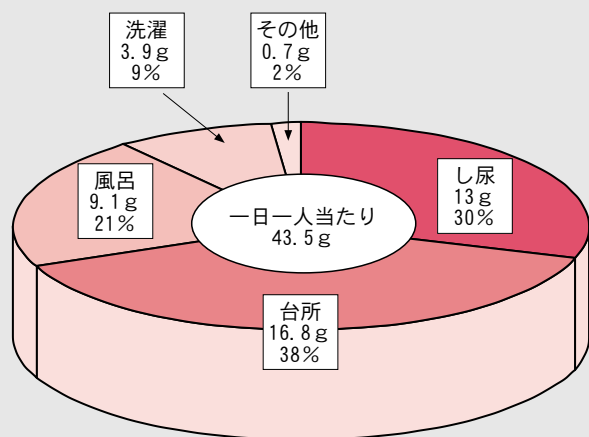 洗濯
3.9g
9%
その他
0.7g
2%
し尿
13g
30%
風呂
9.1g
21%
一日一人当たり
43.5g
台所
16.8g
38%